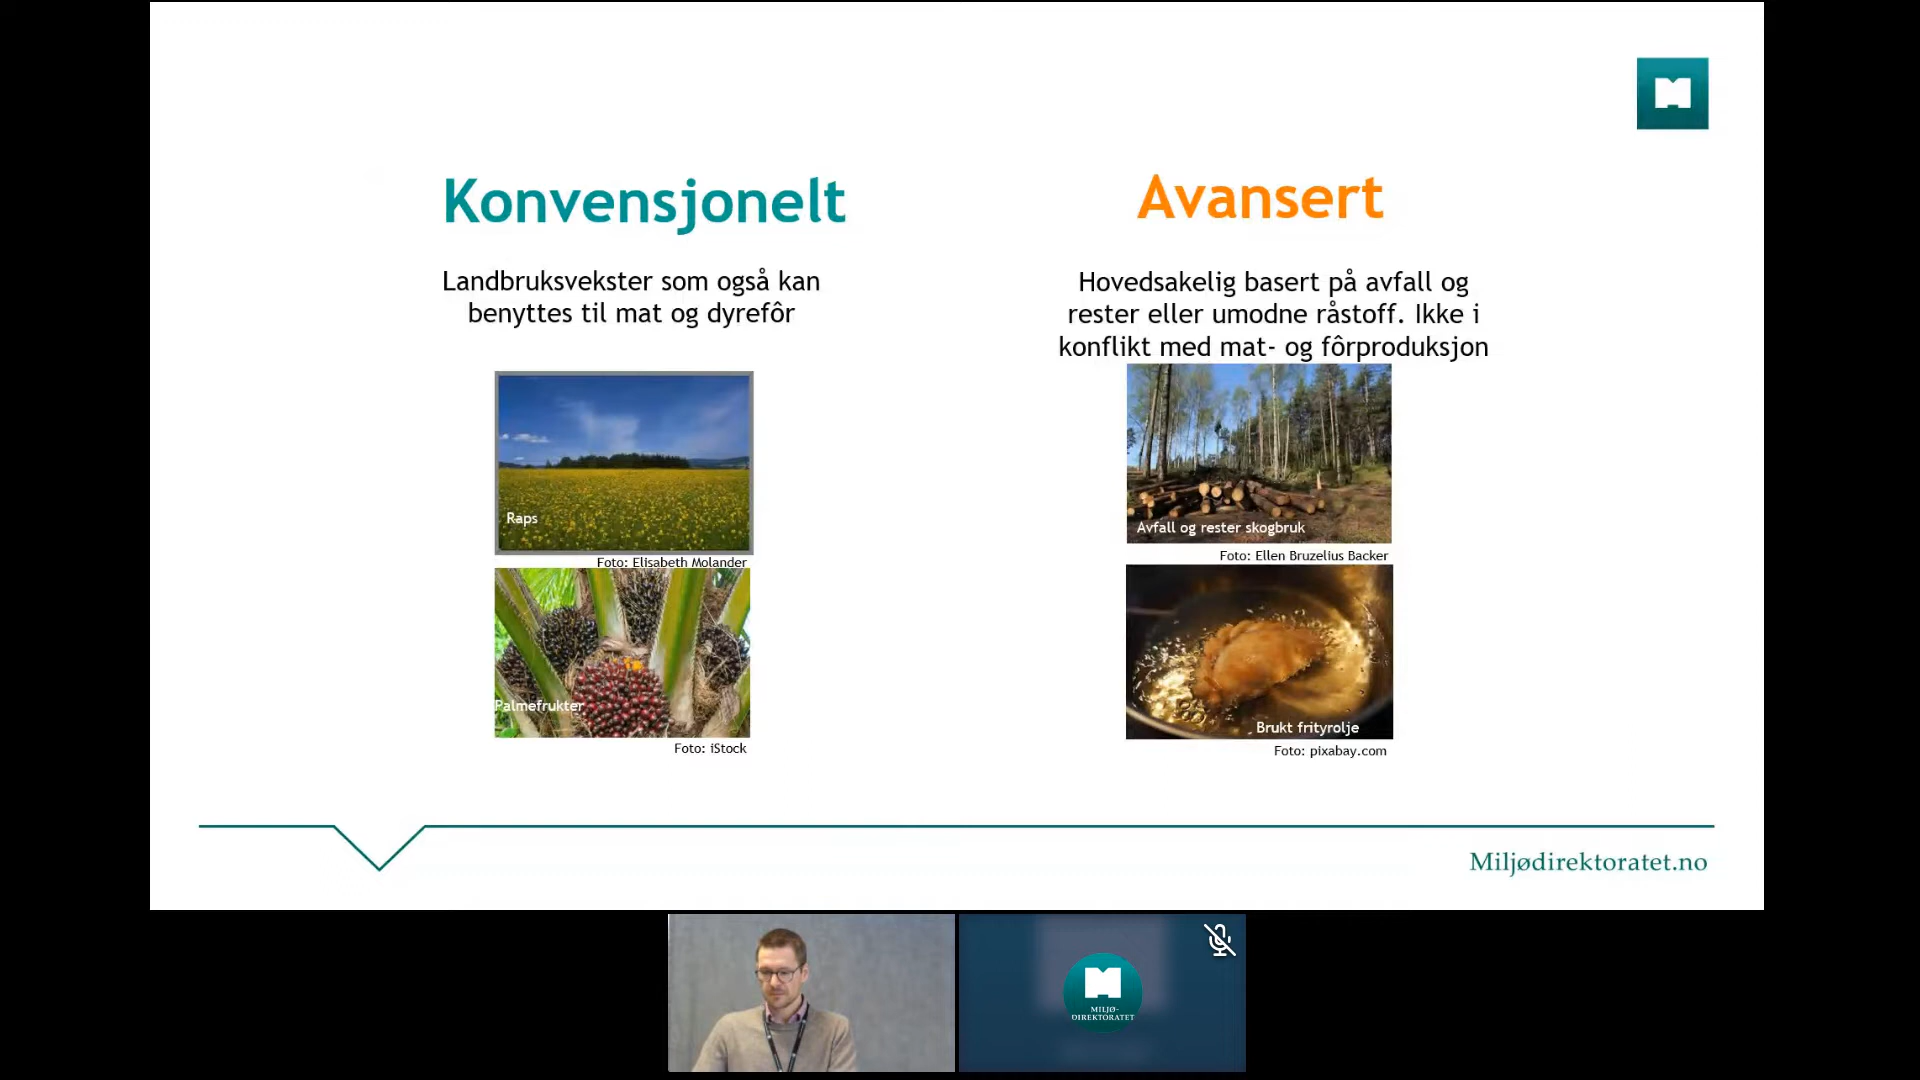 Konvensjonelt
Landbruksvekster som også kan
benyttes til mat og dyrefôr
Raps
Foto: Elisabeth Molander
Palmefrukter
Foto: iStock
Avansert
Hovedsakelig basert på avfall og
rester eller umodne råstoff. Ikke i
konflikt med mat- og fôrproduksjon
Avfall og rester skogbruk
Foto: Ellen Bruzelius Backer
Brukt frityrolje
Foto: pixabay.com
Miljødirektoratet.no
MILJØ-
DIREKTORATET